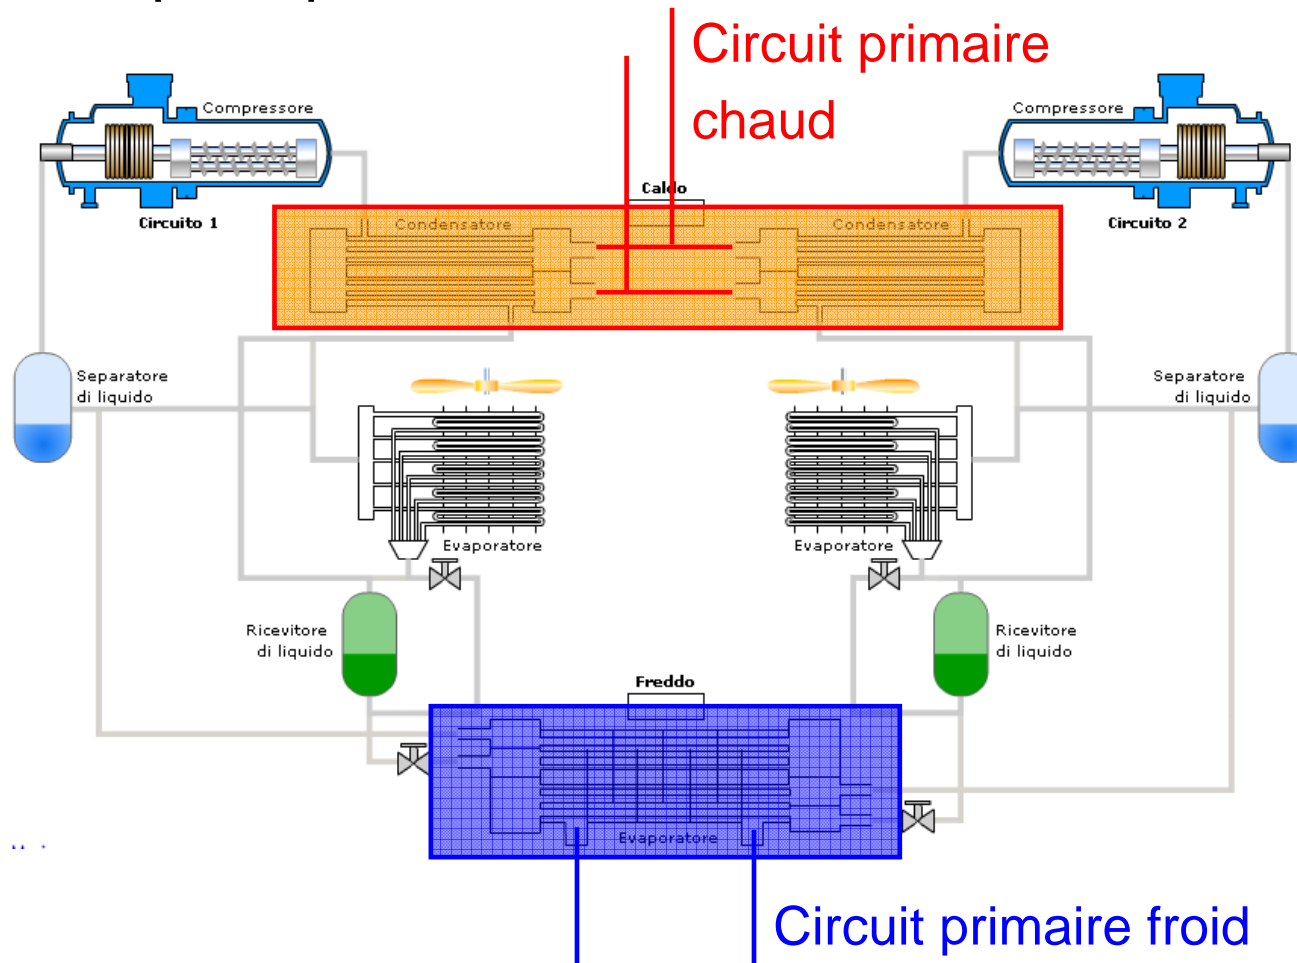 Circuit primaire
chaud
Compressore
Compressore
Caldo
Circuito 1
Circuito 2
Condensatore
Condensatore
Separatore
di liquido
Separatore
di liquido
Evaporatore
Evaporatore
Ricevitore
di liquido
Ricevitore
di liquido
Freddo
Evaporatore
Circuit primaire froid